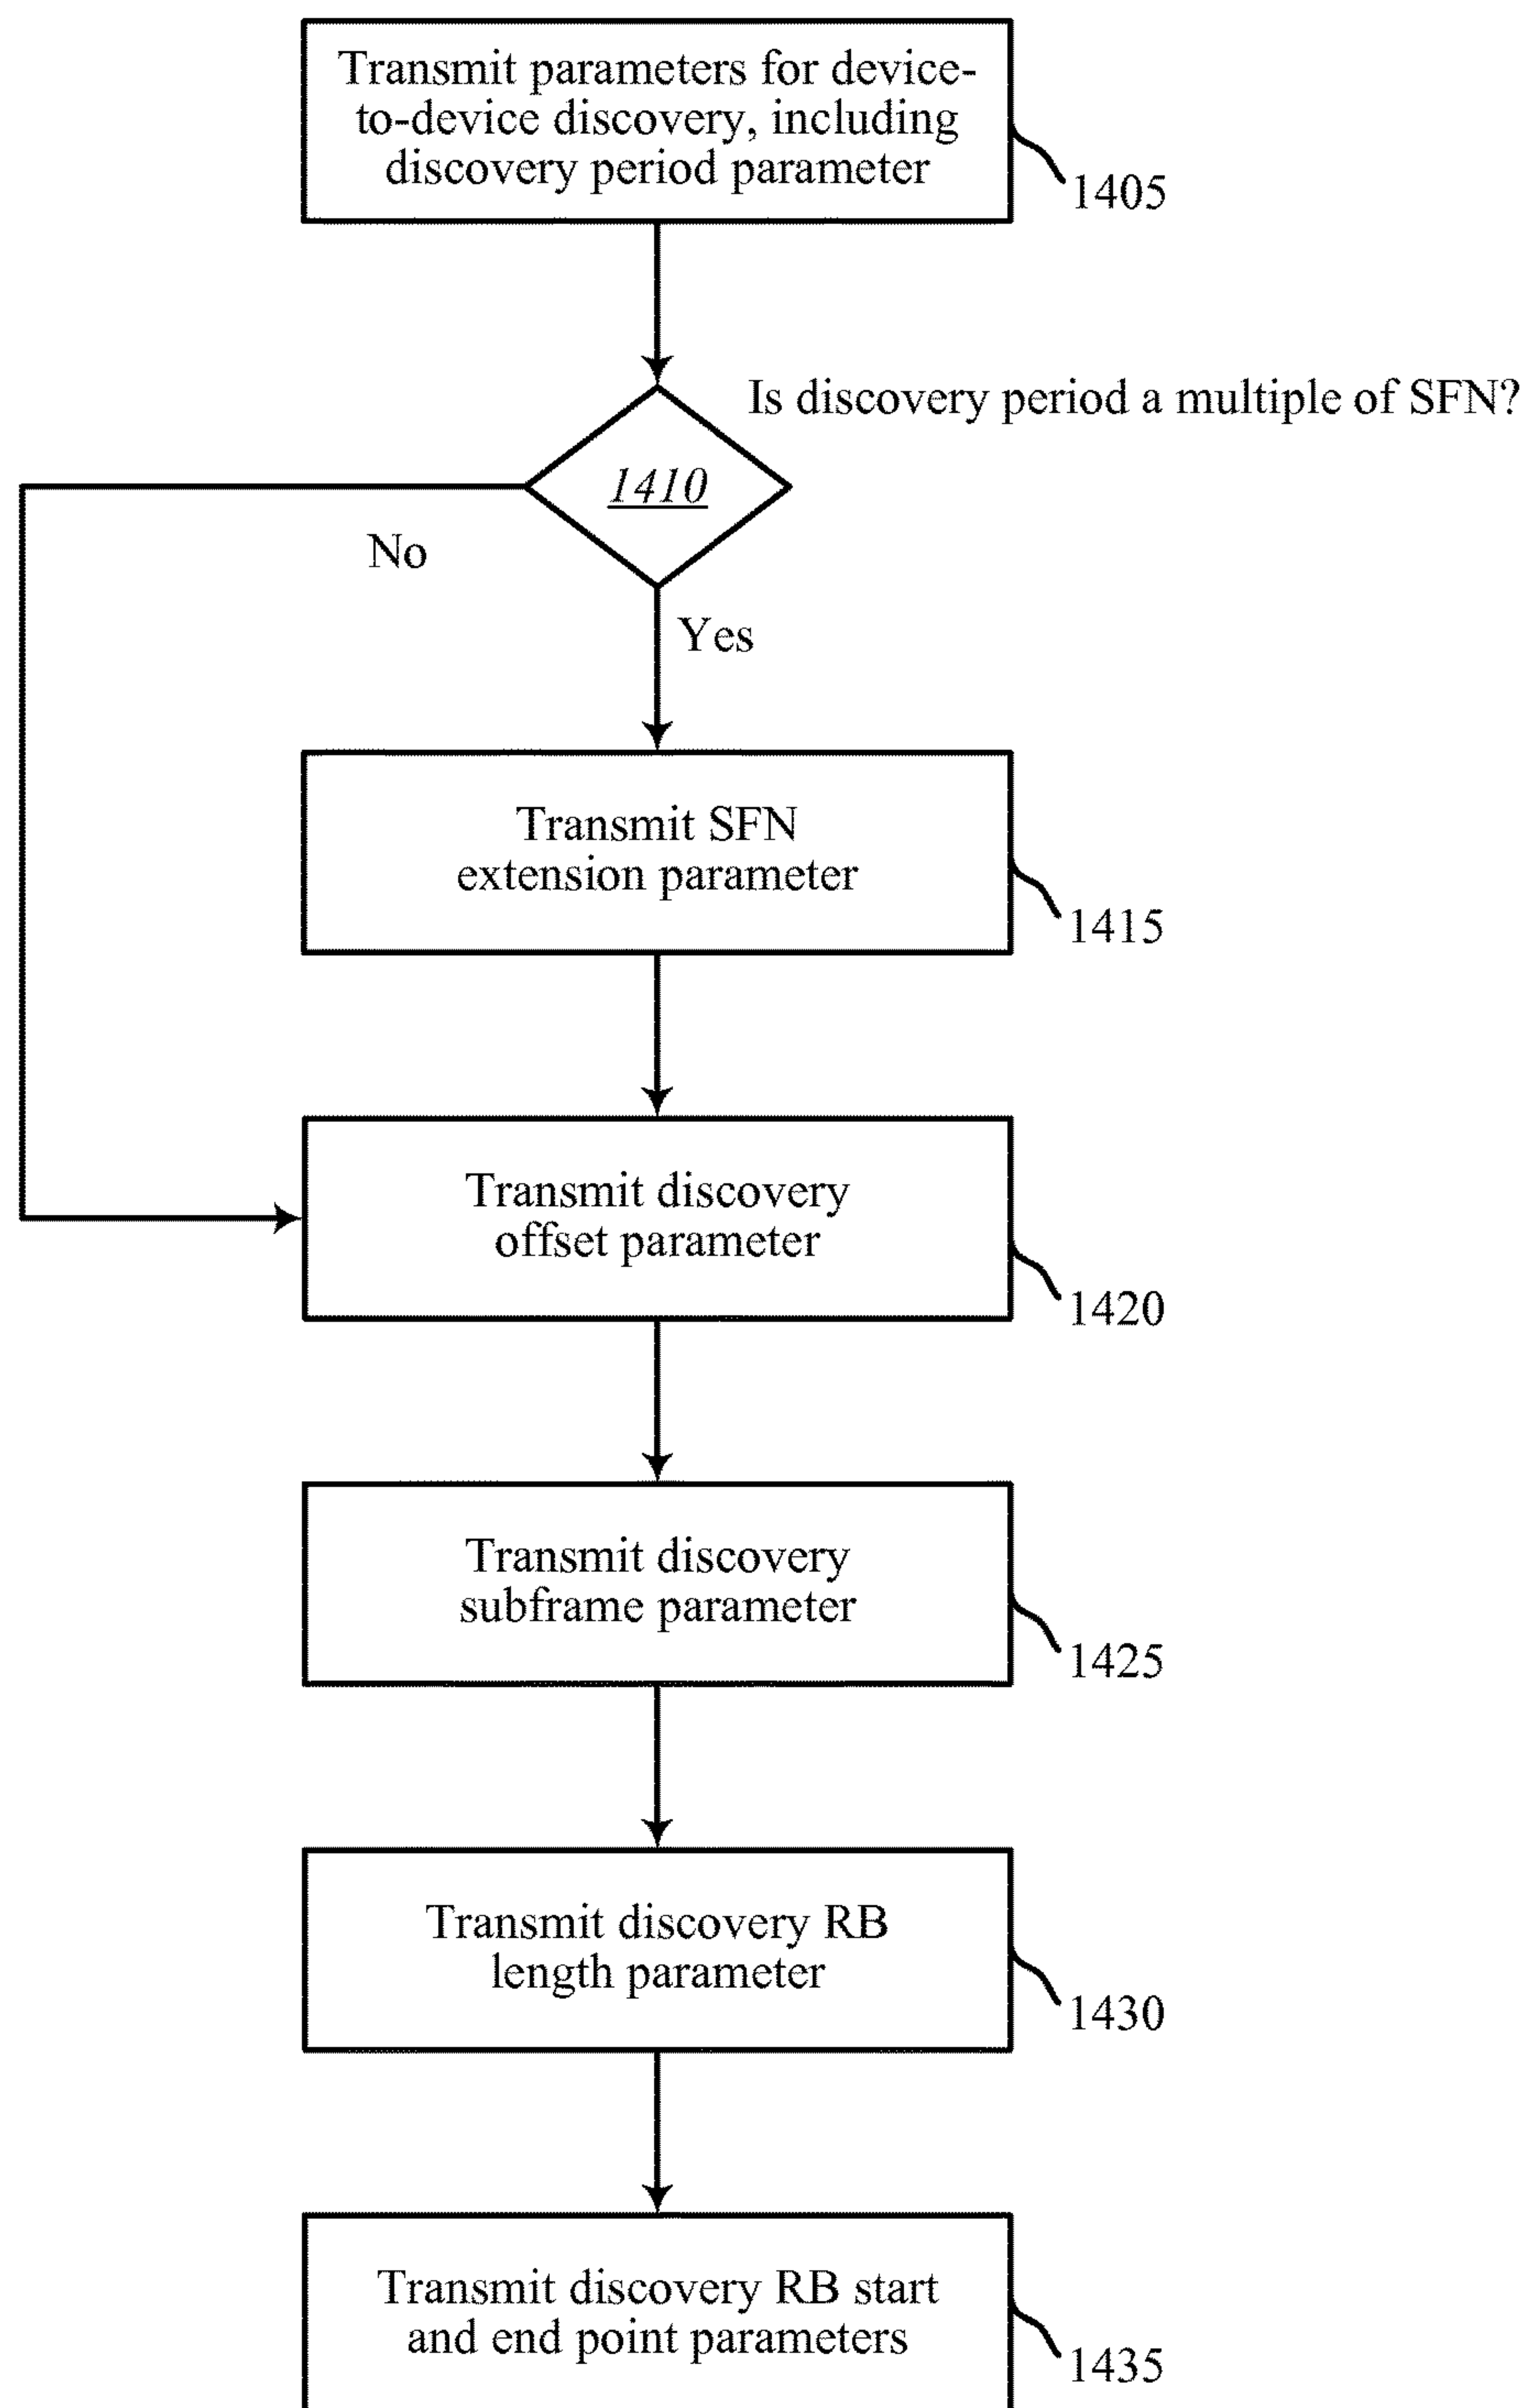 Transmit parameters for device-
to-device discovery, including
discovery period parameter
1405
Is discovery period a multiple of SFN?
1410
No
Yes
Transmit SFN
extension parameter
1415
Transmit discovery
offset parameter
1420
Transmit discovery
subframe parameter
1425
Transmit discovery RB
length parameter
1430
Transmit discovery RB start
and end point parameters
1435